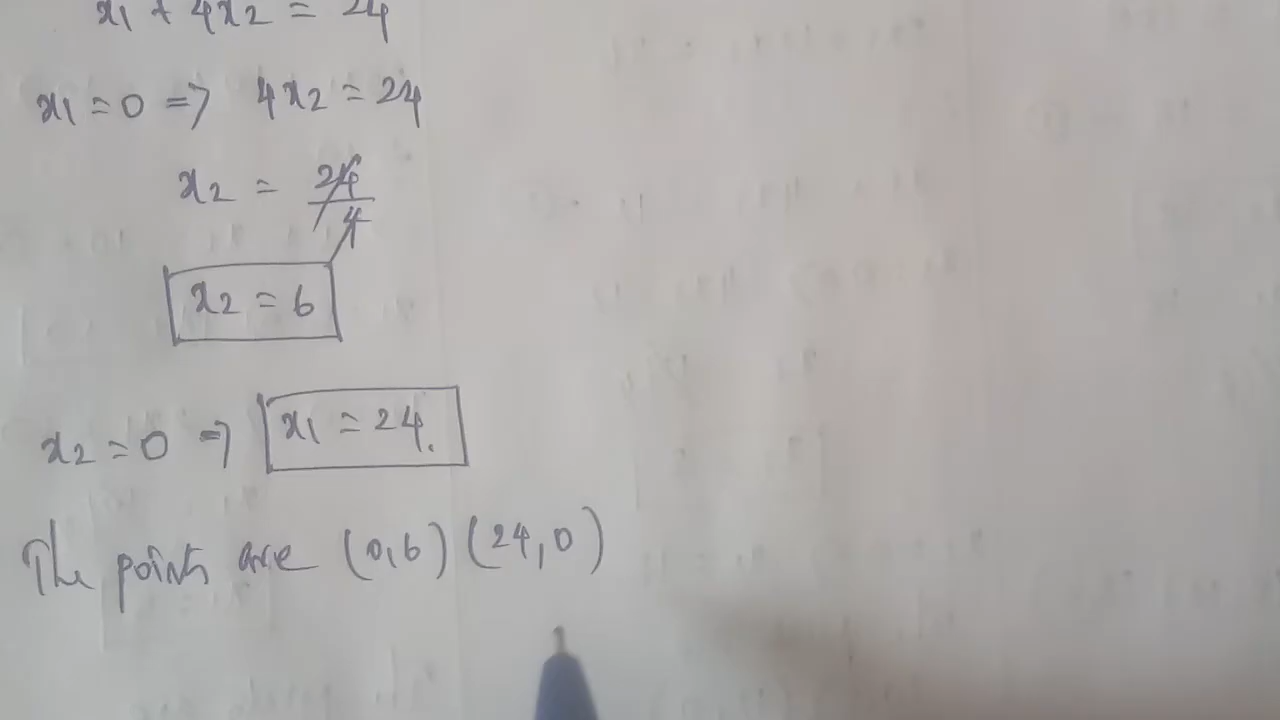 x1 + 4x2 = 24
x1 = 0 => 4x2 = 24
x2 = 24/4
x2 = 6
x2 = 0 => x1 = 24.
The points are (0,6) (24,0)